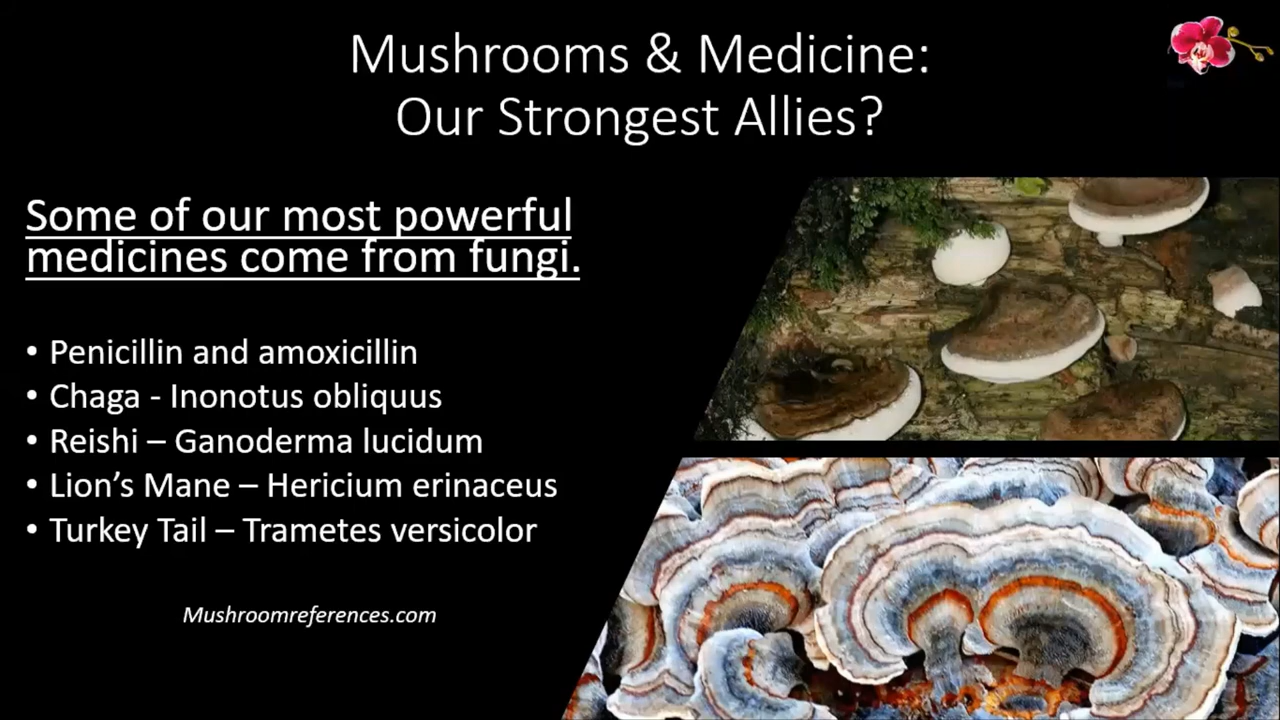 Mushrooms & Medicine:
Our Strongest Allies?
Some of our most powerful
medicines come from fungi.
• Penicillin and amoxicillin
• Chaga - Inonotus obliquus
• Reishi – Ganoderma lucidum
• Lion’s Mane – Hericium erinaceus
• Turkey Tail – Trametes versicolor
Mushroomreferences.com